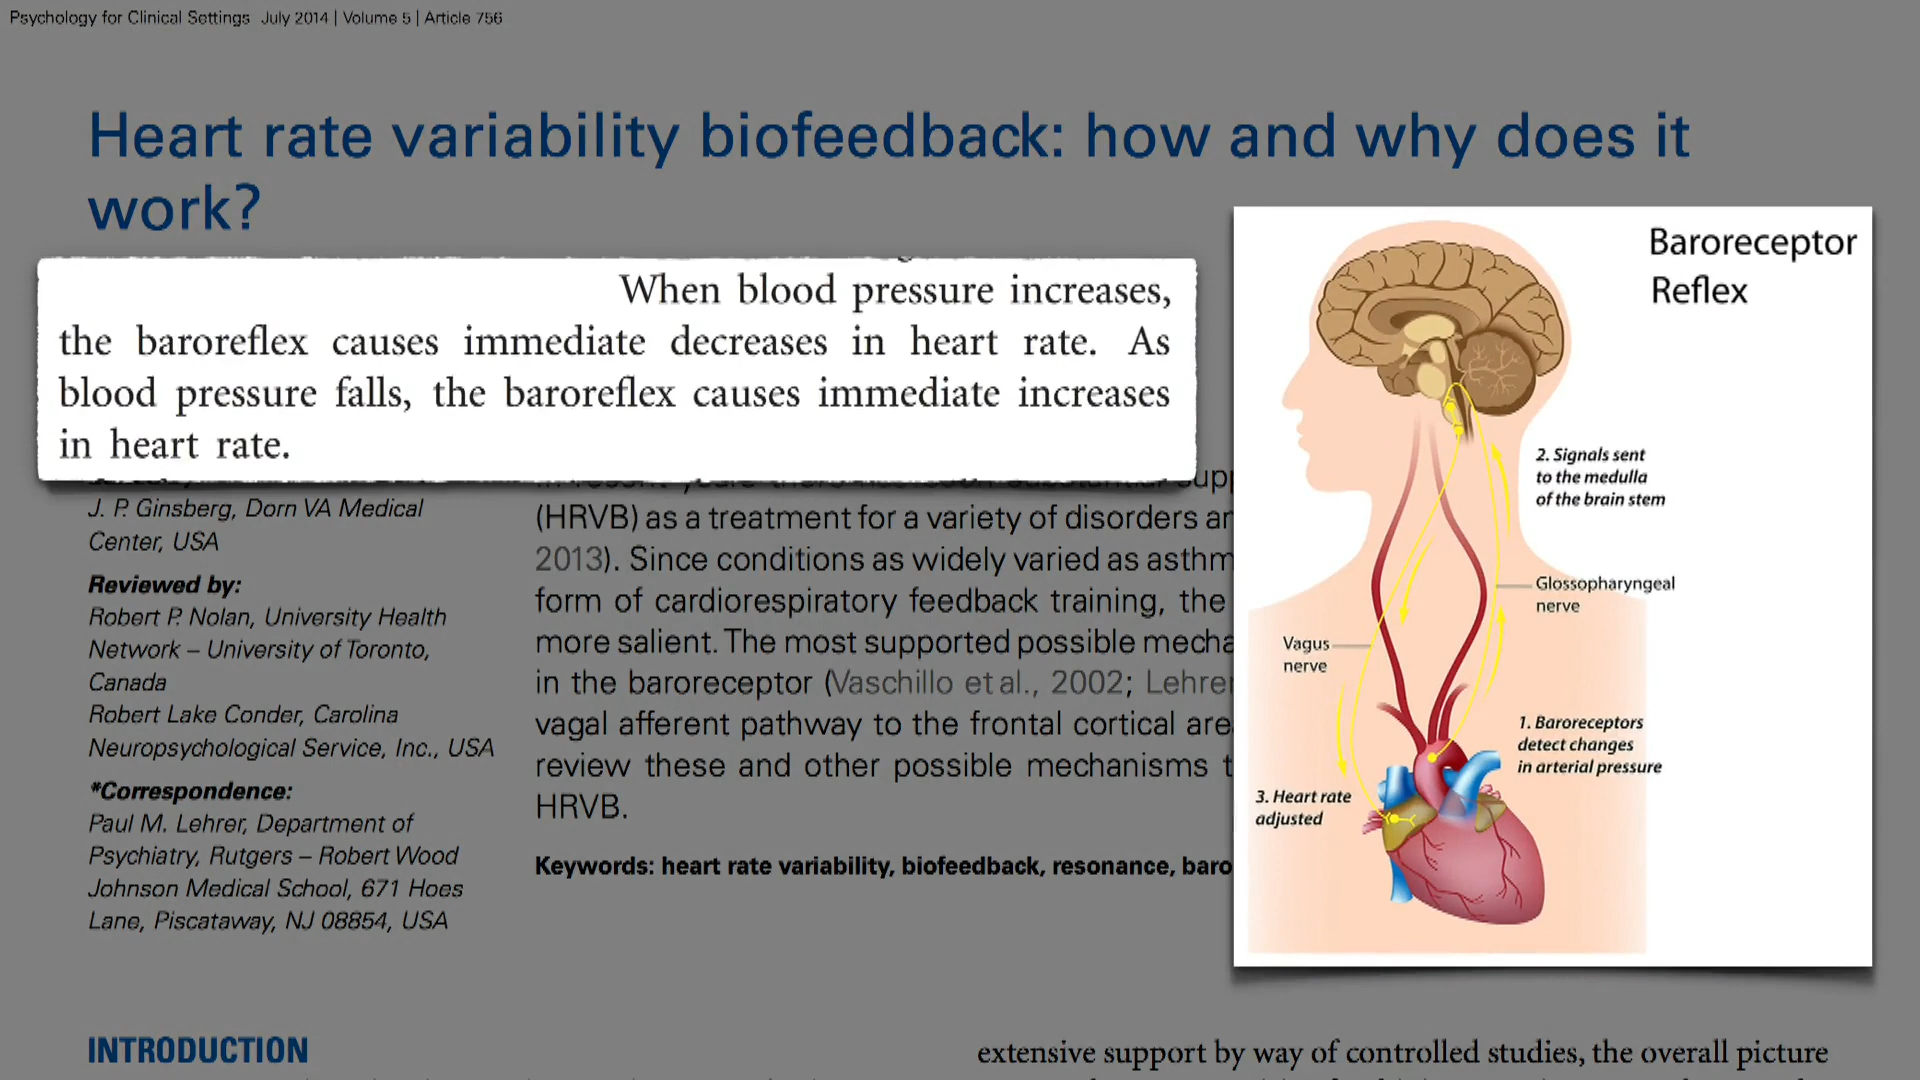 Psychology for Clinical Settings July 2014 | Volume 5 | Article 756
Heart rate variability biofeedback: how and why does it
work?
When blood pressure increases,
the baroreflex causes immediate decreases in heart rate. As
blood pressure falls, the baroreflex causes immediate increases
in heart rate.
J. P. Ginsberg, Dorn VA Medical
Center, USA
Reviewed by:
Robert P. Nolan, University Health
Network – University of Toronto,
Canada
Robert Lake Conder, Carolina
Neuropsychological Service, Inc., USA
*Correspondence:
Paul M. Lehrer, Department of
Psychiatry, Rutgers – Robert Wood
Johnson Medical School, 671 Hoes
Lane, Piscataway, NJ 08854, USA
(HRVB) as a treatment for a variety of disorders
2013). Since conditions as widely varied as
form of cardiorespiratory feedback training, the
more salient. The most supported possible
in the baroreceptor (Vaschillo et al., 2002; Lehrer
vagal afferent pathway to the frontal cortical
review these and other possible mechanisms
HRVB.
Keywords: heart rate variability, biofeedback, resonance,
Baroreceptor
Reflex
2. Signals sent
to the medulla
of the brain stem
Glossopharyngeal
nerve
Vagus
nerve
1. Baroreceptors
detect changes
in arterial pressure
3. Heart rate
adjusted
INTRODUCTION
extensive support by way of controlled studies, the overall picture